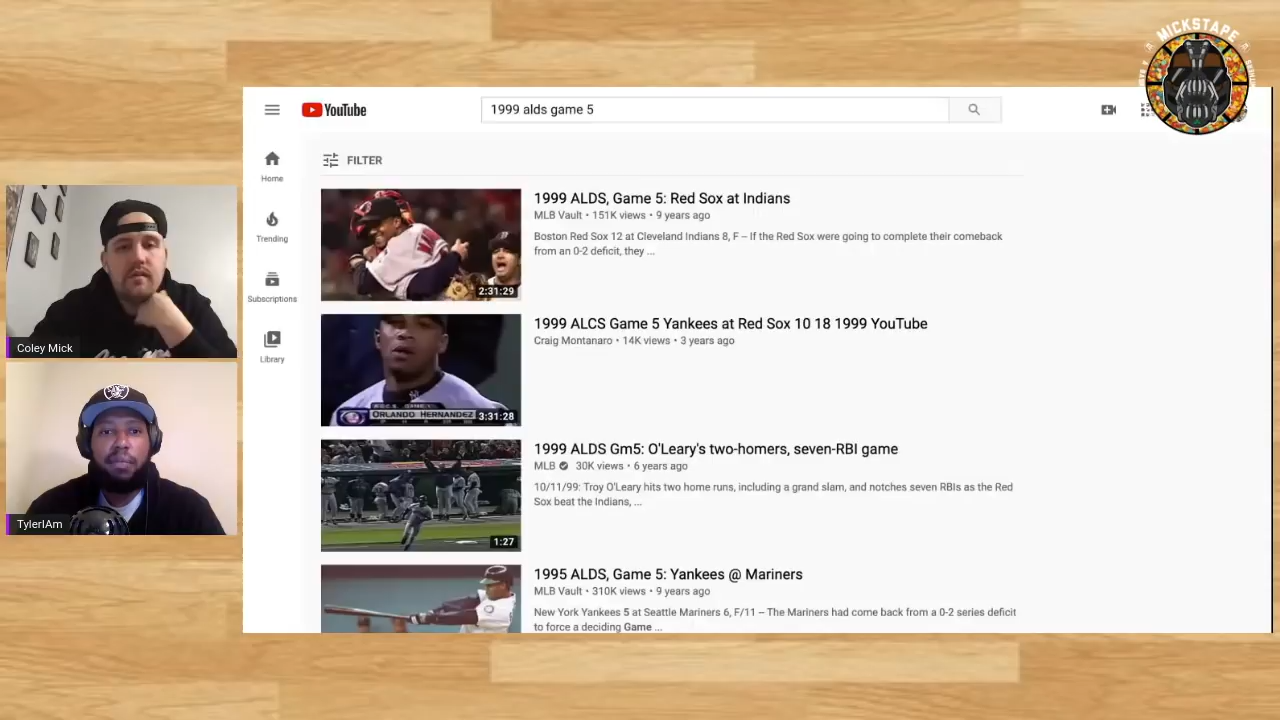 MICKSTAPE
YouTube
1999 alds game 5
FILTER
Home
Trending
Subscriptions
Library
1999 ALDS, Game 5: Red Sox at Indians
MLB Vault • 151K views • 9 years ago
Boston Red Sox 12 at Cleveland Indians 8, F – If the Red Sox were going to complete their comeback
from an 0-2 deficit, they ...
2:31:29
1999 ALCS Game 5 Yankees at Red Sox 10 18 1999 YouTube
Craig Montanaro • 14K views • 3 years ago
ORLANDO HERNANDEZ
3:31:28
1999 ALDS Gm5: O'Leary's two-homers, seven-RBI game
MLB 30K views • 6 years ago
10/11/99: Troy O'Leary hits two home runs, including a grand slam, and notches seven RBIs as the Red
Sox beat the Indians, ...
1:27
1995 ALDS, Game 5: Yankees @ Mariners
MLB Vault • 310K views • 9 years ago
New York Yankees 5 at Seattle Mariners 6, F/11 – The Mariners had come back from a 0-2 series deficit
to force a deciding Game ...
Coley Mick
TylerIAm